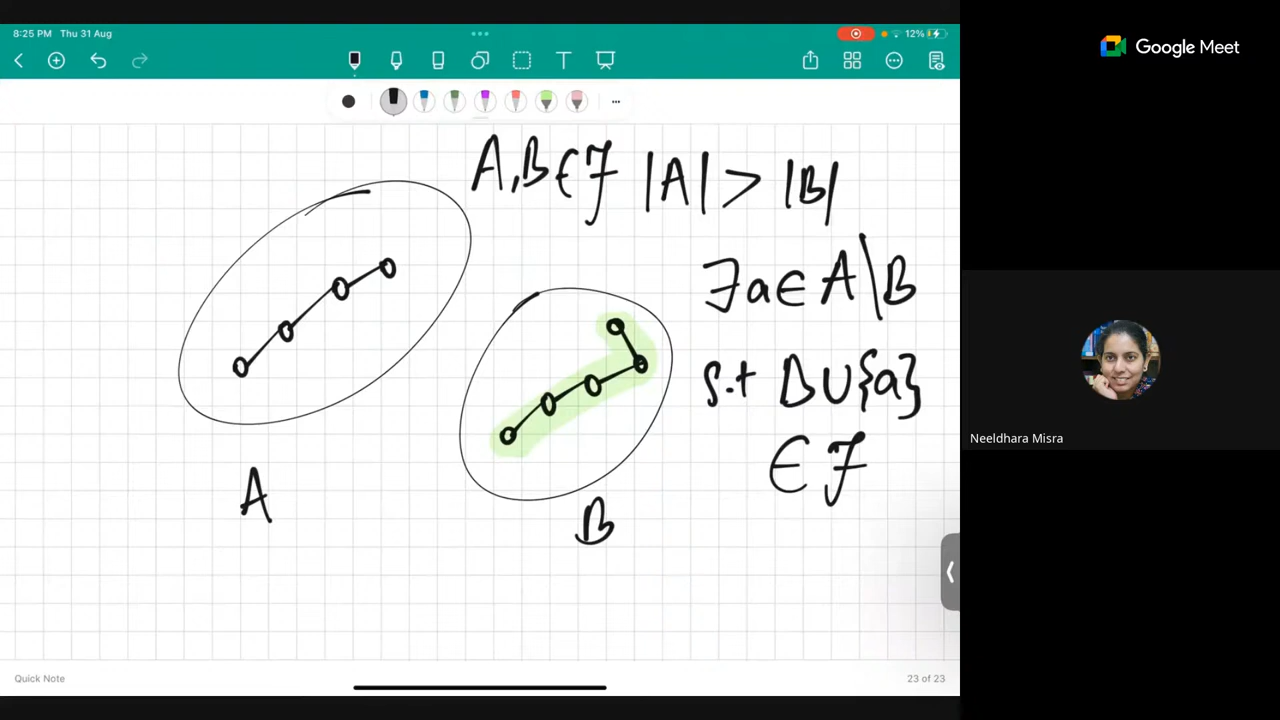 8:25 PM Thu 31 Aug
12%
Google Meet
A,B ∈ F |A| > |B|
∃a ∈ A\B
s.t B∪{a}
∈ F
A
B
Neeldhara Misra
Quick Note
23 of 23